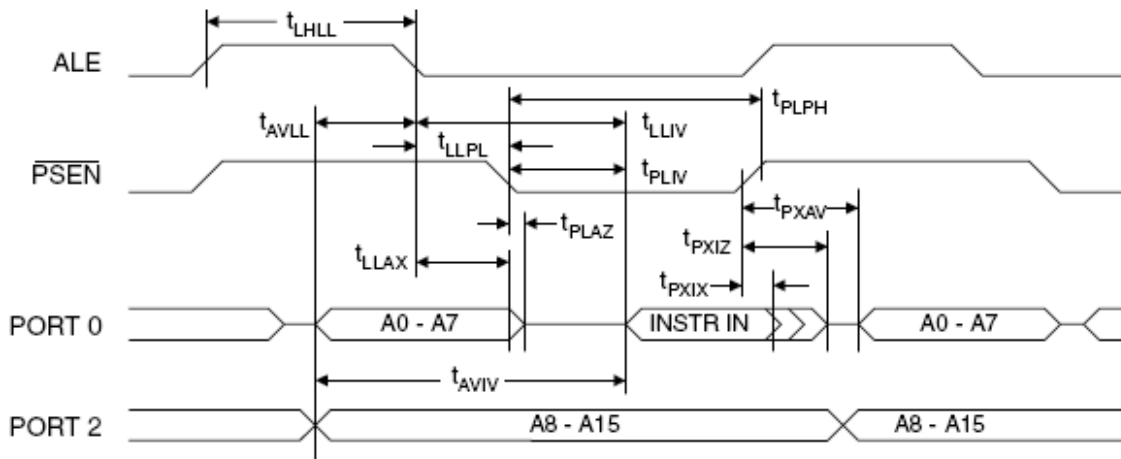 tLHLL
ALE
tPLPH
tAVLL
tLLIV
tLLPL
PSEN
tPLIV
tPXAV
tPLAZ
tPXIZ
tLLAX
tPXIX
PORT 0
A0 - A7
INSTR IN
A0 - A7
tAVIV
PORT 2
A8 - A15
A8 - A15